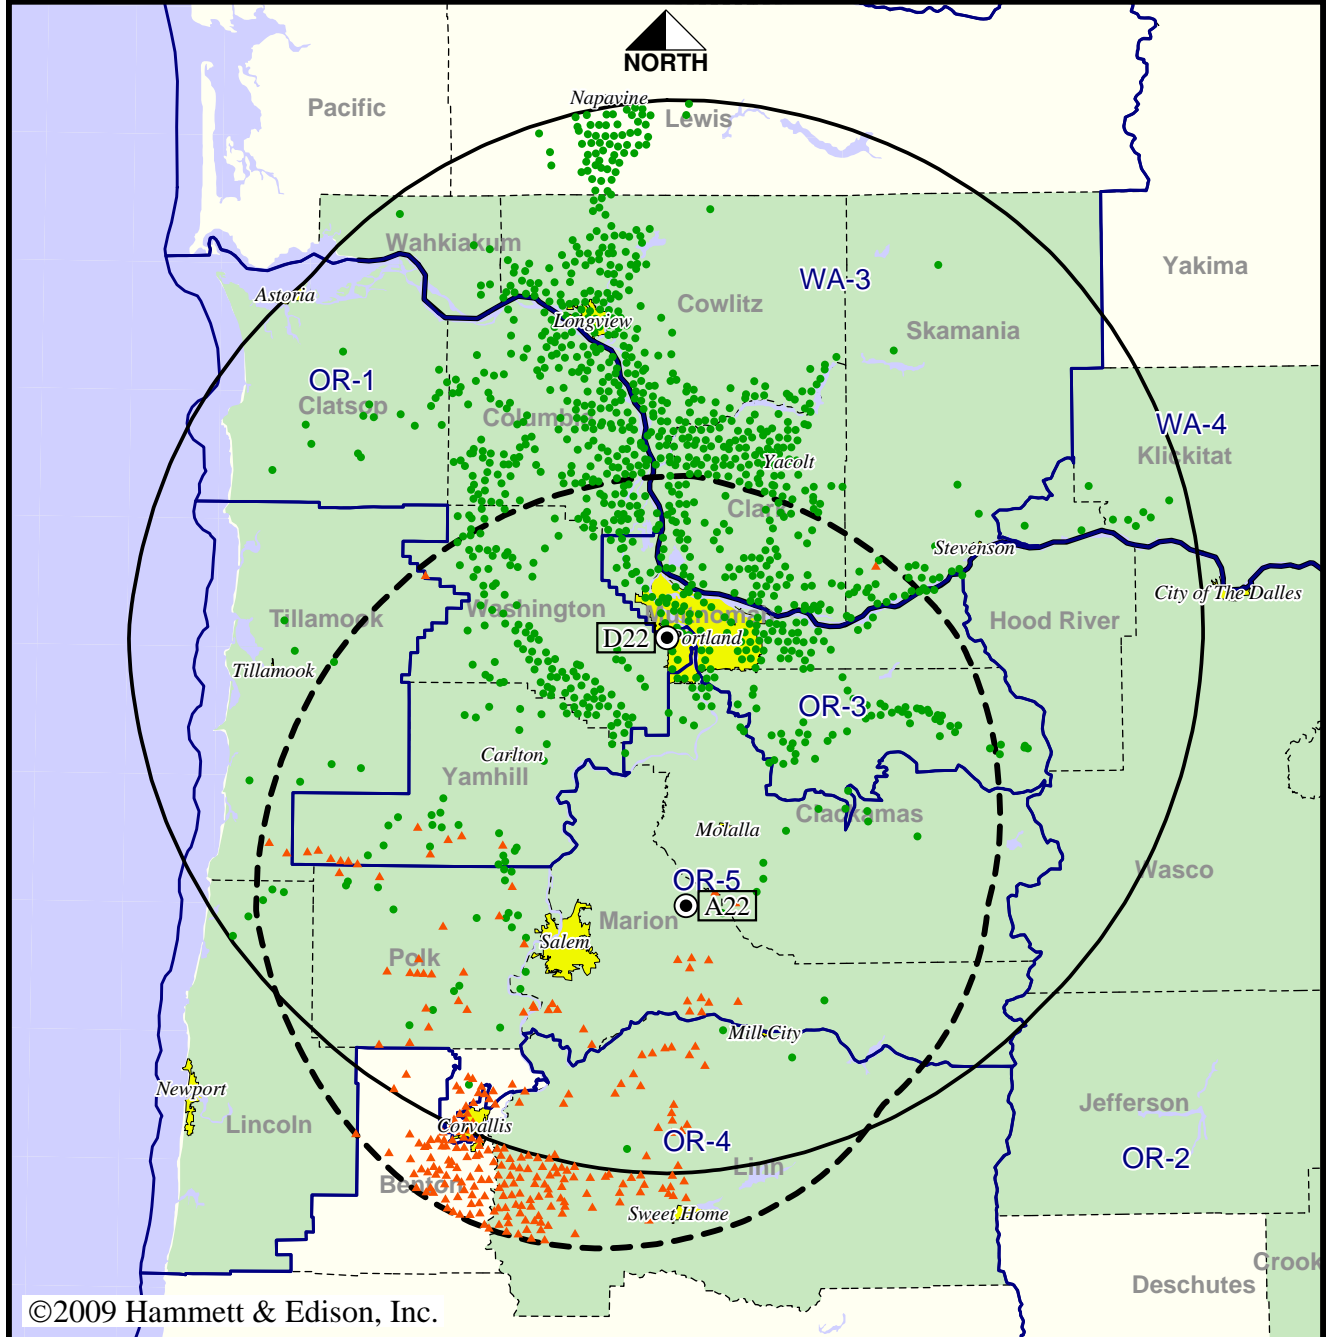 NORTH
Napavine
Pacific
Lewis
Wahkiakum
Yakima
WA-3
Astoria
Cowlitz
Longview
Skamania
OR-1
Clatsop
Columbia
WA-4
Klickitat
Yacolt
Clark
Stevenson
City of The Dalles
Washington
Multnomah
Tillamook
Hood River
D22
Portland
Tillamook
OR-3
Carlton
Yamhill
Clackamas
Molalla
Wasco
OR-5
A22
Marion
Salem
Polk
Mill City
Newport
Jefferson
Lincoln
Corvallis
OR-4
OR-2
Linn
Benton
Sweet Home
Crook
Deschutes
©2009 Hammett & Edison, Inc.